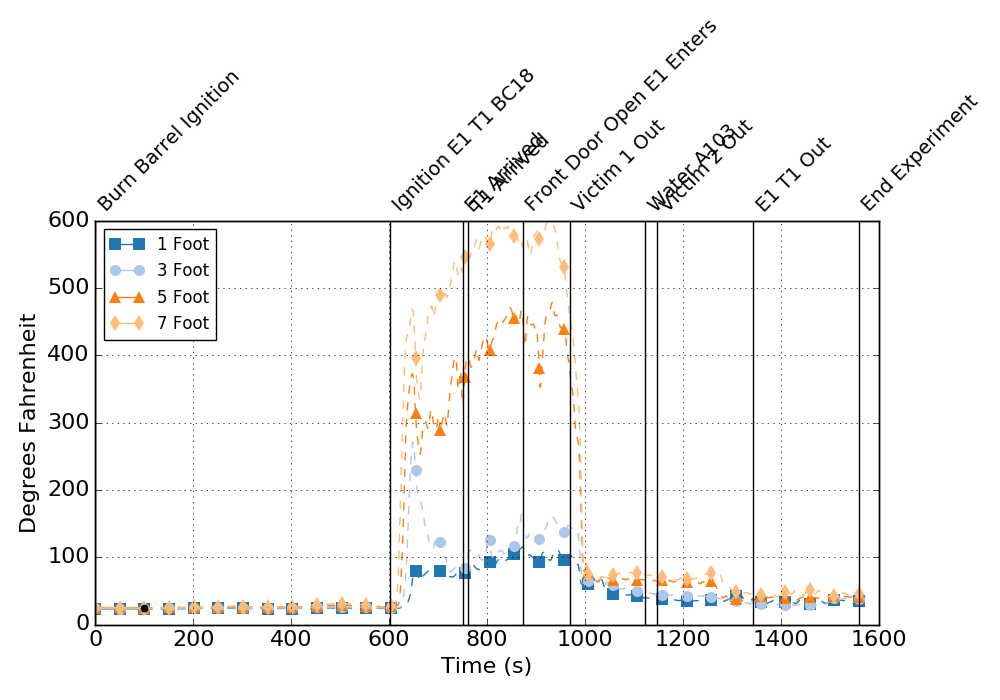 Burn Barrel Ignition
Ignition E1 T1 BC18
E1 Arrived
T1 Arrived
Front Door Open E1 Enters
Victim 1 Out
Water A103
Victim 2 Out
E1 T1 Out
End Experiment
600
500
400
300
200
100
0
Degrees Fahrenheit
1 Foot
3 Foot
5 Foot
7 Foot
0 200 400 600 800 1000 1200 1400 1600
Time (s)